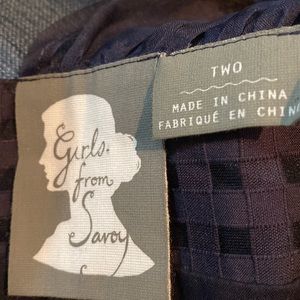 Girls.
from
Savoy
TWO
MADE IN CHINA
FABRIQUÉ EN CHIN